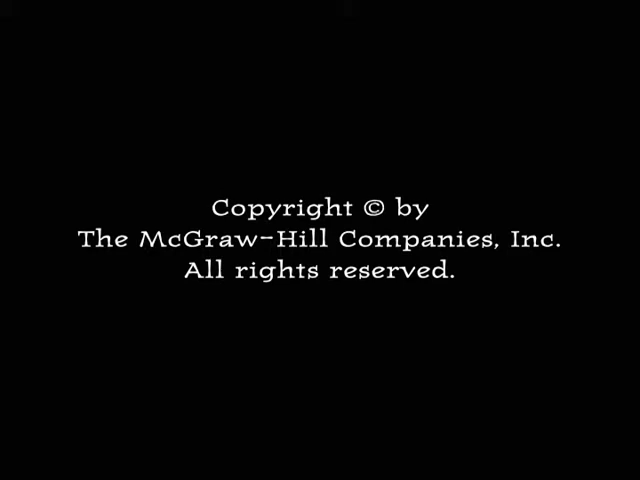 Copyright © by
The McGraw-Hill Companies, Inc.
All rights reserved.